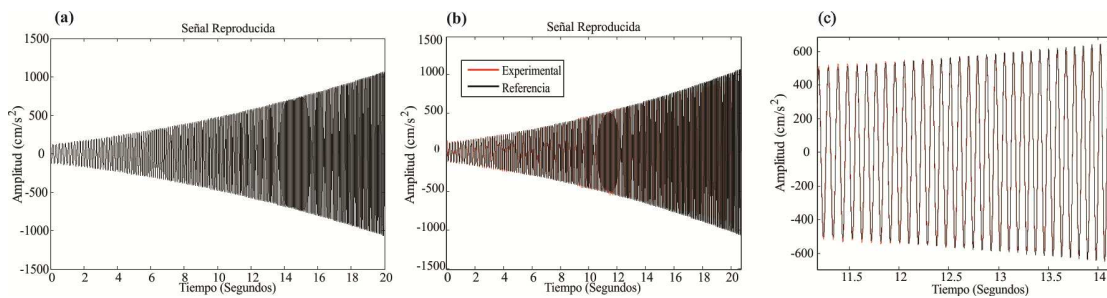 (a)
Señal Reproducida
Amplitud (cm/s²)
1500
1000
500
0
-500
-1000
-1500
0 2 4 6 8 10 12 14 16 18 20
Tiempo (Segundos)
(b)
Señal Reproducida
Experimental
Referencia
Amplitud (cm/s²)
1500
1000
500
0
-500
-1000
-1500
0 2 4 6 8 10 12 14 16 18 20
Tiempo (Segundos)
(c)
Amplitud (cm/s²)
600
400
200
0
-200
-400
-600
11.5 12 12.5 13 13.5 14
Tiempo (Segundos)